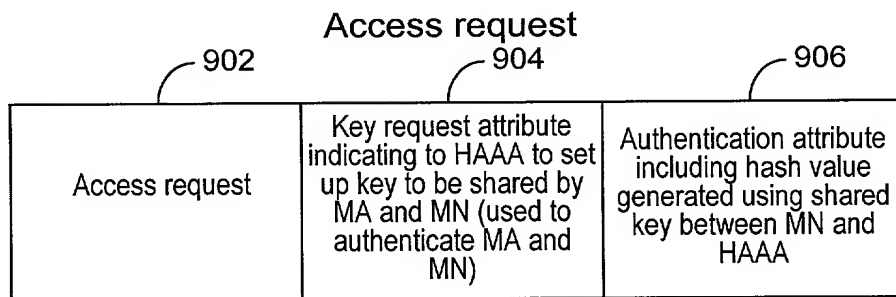 Access request
902
904
906
Access request
Key request attribute
indicating to HAAA to set
up key to be shared by
MA and MN (used to
authenticate MA and
MN)
Authentication attribute
including hash value
generated using shared
key between MN and
HAAA